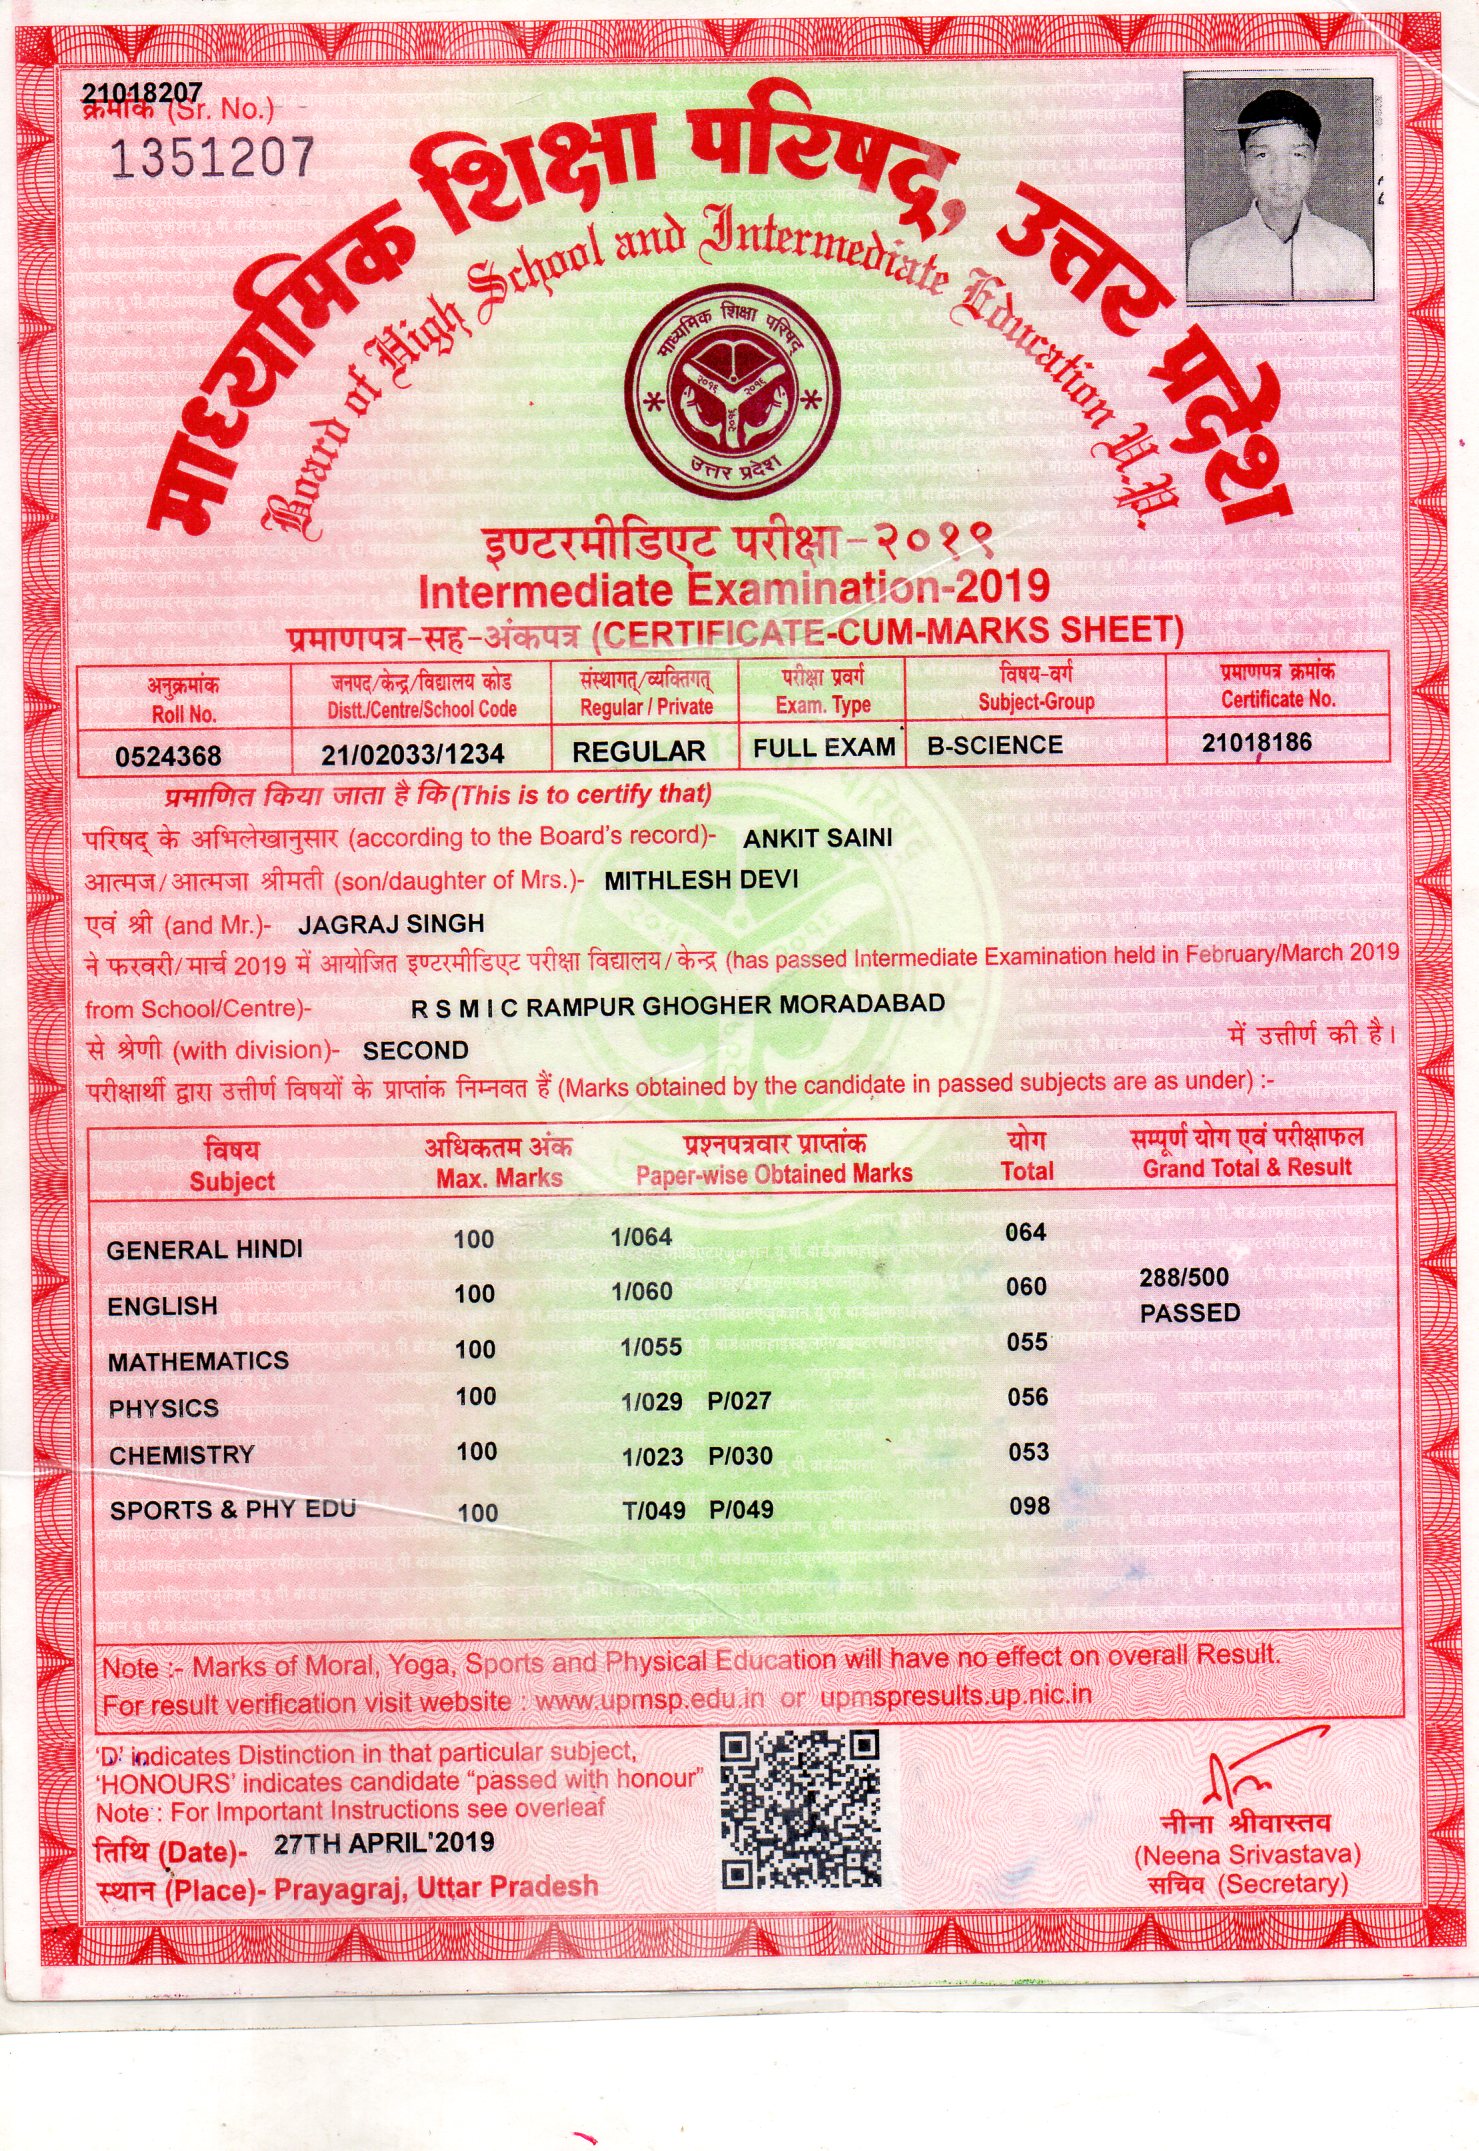 21018207
क्रमांक (Sr. No.)
1351207
माध्यमिक शिक्षा परिषद्, उत्तर प्रदेश
Board of High School and Intermediate Education U.P.
माध्यमिक शिक्षा परिषद्
२०१६ २०१६
२०१६
उत्तर प्रदेश
इण्टरमीडिएट परीक्षा-२०१९
Intermediate Examination-2019
प्रमाणपत्र-सह-अंकपत्र (CERTIFICATE-CUM-MARKS SHEET)
अनुक्रमांक जनपद/केन्द्र/विद्यालय कोड संस्थागत्/व्यक्तिगत् परीक्षा प्रवर्ग विषय-वर्ग प्रमाणपत्र क्रमांक
Roll No. Distt./Centre/School Code Regular / Private Exam. Type Subject-Group Certificate No.
0524368 21/02033/1234 REGULAR FULL EXAM B-SCIENCE 21018186
प्रमाणित किया जाता है कि (This is to certify that)
परिषद् के अभिलेखानुसार (according to the Board's record)- ANKIT SAINI
आत्मज/आत्मजा श्रीमती (son/daughter of Mrs.)- MITHLESH DEVI
एवं श्री (and Mr.)- JAGRAJ SINGH
ने फरवरी/मार्च 2019 में आयोजित इण्टरमीडिएट परीक्षा विद्यालय/केन्द्र (has passed Intermediate Examination held in February/March 2019
from School/Centre)- R S M I C RAMPUR GHOGHER MORADABAD
से श्रेणी (with division)- SECOND में उत्तीर्ण की है।
परीक्षार्थी द्वारा उत्तीर्ण विषयों के प्राप्तांक निम्नवत हैं (Marks obtained by the candidate in passed subjects are as under) :-
विषय अधिकतम अंक प्रश्नपत्रवार प्राप्तांक योग सम्पूर्ण योग एवं परीक्षाफल
Subject Max. Marks Paper-wise Obtained Marks Total Grand Total & Result
GENERAL HINDI 100 1/064 064
ENGLISH 100 1/060 060 288/500
PASSED
MATHEMATICS 100 1/055 055
PHYSICS 100 1/029 P/027 056
CHEMISTRY 100 1/023 P/030 053
SPORTS & PHY EDU 100 T/049 P/049 098
Note :- Marks of Moral, Yoga, Sports and Physical Education will have no effect on overall Result.
For result verification visit website : www.upmsp.edu.in or upmspresults.up.nic.in
'D' indicates Distinction in that particular subject,
'HONOURS' indicates candidate "passed with honour"
Note : For Important Instructions see overleaf
तिथि (Date)- 27TH APRIL'2019
स्थान (Place)- Prayagraj, Uttar Pradesh
नीना श्रीवास्तव
(Neena Srivastava)
सचिव (Secretary)